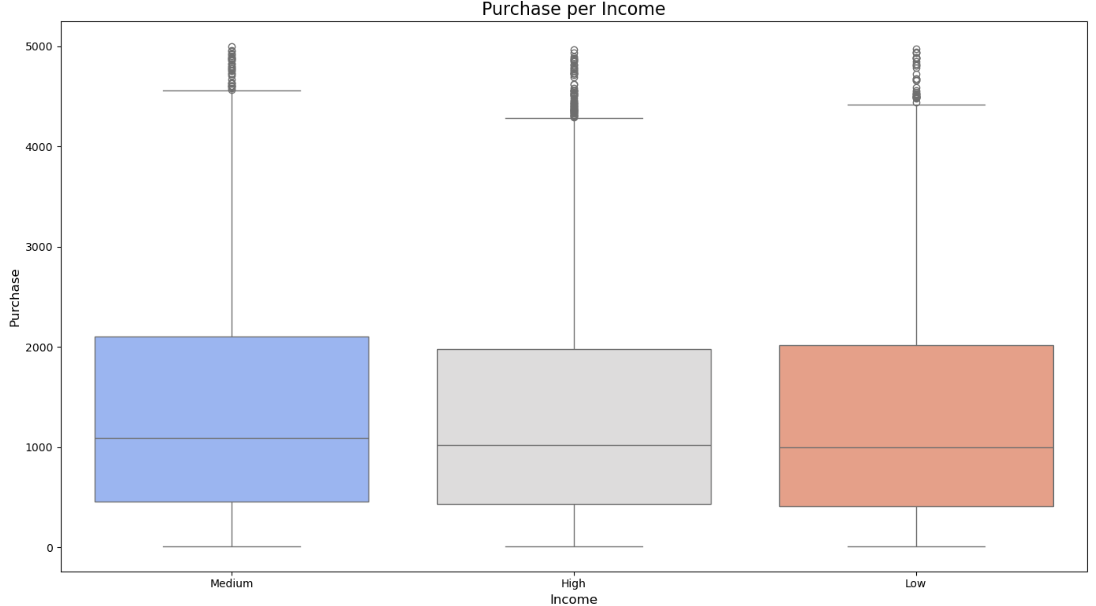 Purchase per Income
5000
4000
3000
2000
1000
0
Purchase
Medium
High
Low
Income